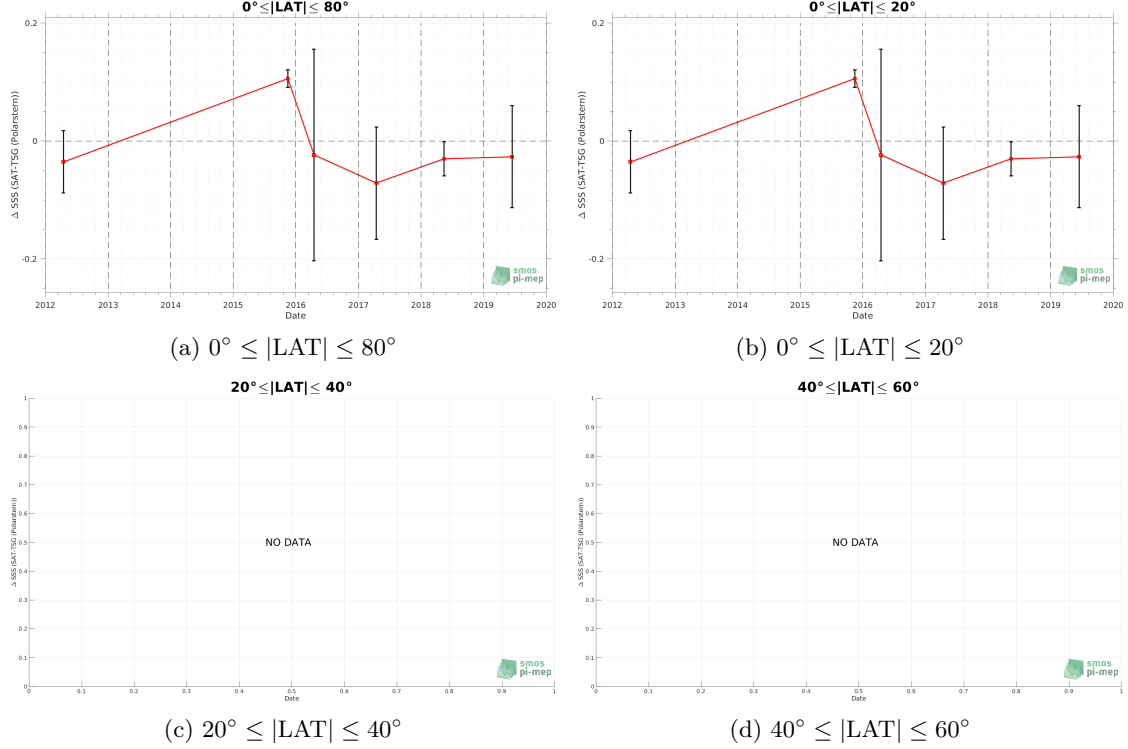 0°≤|LAT|≤ 80°
0.2
0
-0.2
Δ SSS (SAT-TSG (Polarstern))
2012 2013 2014 2015 2016 2017 2018 2019 2020
Date
smos
pi-mep
(a) 0° ≤ |LAT| ≤ 80°
0°≤|LAT|≤ 20°
0.2
0
-0.2
Δ SSS (SAT-TSG (Polarstern))
2012 2013 2014 2015 2016 2017 2018 2019 2020
Date
smos
pi-mep
(b) 0° ≤ |LAT| ≤ 20°
20°≤|LAT|≤ 40°
1
0.9
0.8
0.7
0.6
0.5
0.4
0.3
0.2
0.1
0
Δ SSS (SAT-TSG (Polarstern))
NO DATA
0 0.1 0.2 0.3 0.4 0.5 0.6 0.7 0.8 0.9 1
Date
smos
pi-mep
(c) 20° ≤ |LAT| ≤ 40°
40°≤|LAT|≤ 60°
1
0.9
0.8
0.7
0.6
0.5
0.4
0.3
0.2
0.1
0
Δ SSS (SAT-TSG (Polarstern))
NO DATA
0 0.1 0.2 0.3 0.4 0.5 0.6 0.7 0.8 0.9 1
Date
smos
pi-mep
(d) 40° ≤ |LAT| ≤ 60°